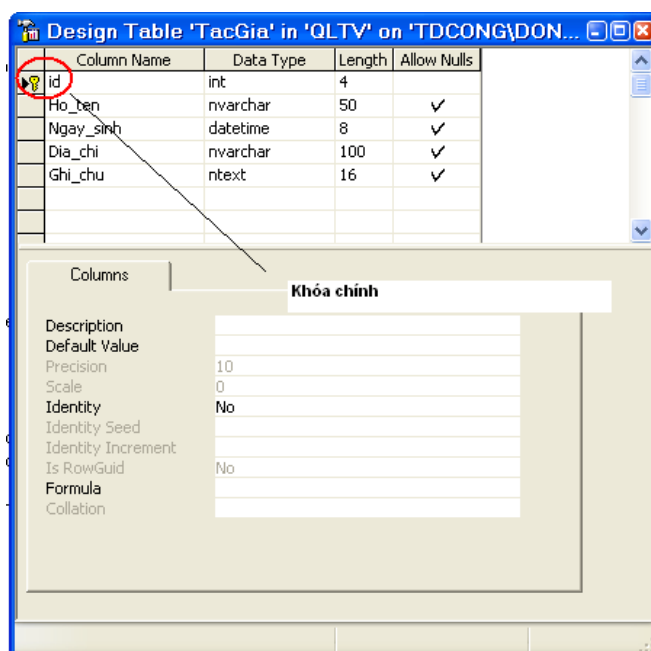 Design Table 'TacGia' in 'QLTV' on 'TDCONG\DON...
Column Name Data Type Length Allow Nulls
id int 4
Ho_ten nvarchar 50
Ngay_sinh datetime 8
Dia_chi nvarchar 100
Ghi_chu ntext 16
Columns
Khóa chính
Description
Default Value
Precision 10
Scale 0
Identity No
Identity Seed
Identity Increment
Is RowGuid No
Formula
Collation